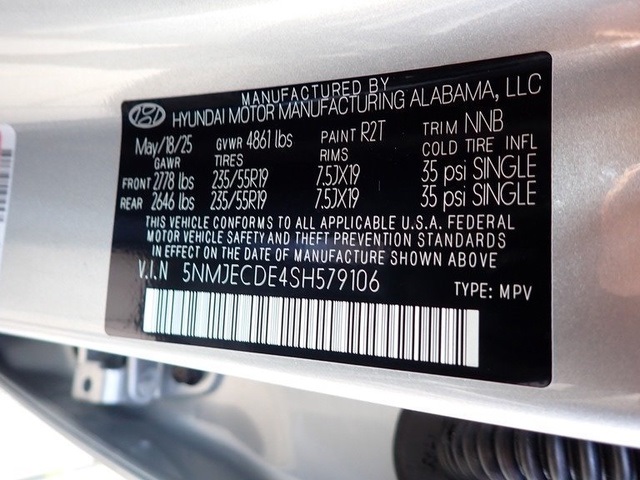 MANUFACTURED BY
HYUNDAI MOTOR MANUFACTURING ALABAMA, LLC
May/18/25 GVWR 4861 lbs PAINT R2T TRIM NNB
GAWR TIRES RIMS COLD TIRE INFL
FRONT 2778 lbs 235/55R19 7.5JX19 35 psi SINGLE
REAR 2646 lbs 235/55R19 7.5JX19 35 psi SINGLE
THIS VEHICLE CONFORMS TO ALL APPLICABLE U.S.A. FEDERAL
MOTOR VEHICLE SAFETY AND THEFT PREVENTION STANDARDS
IN EFFECT ON THE DATE OF MANUFACTURE SHOWN ABOVE
V.I.N 5NMJECDE4SH579106 TYPE: MPV